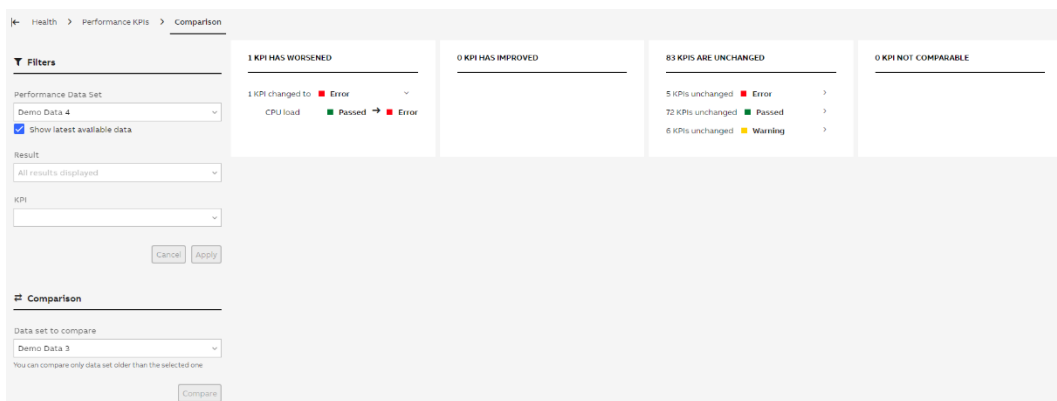 Health > Performance KPIs > Comparison
Filters
Performance Data Set
Demo Data 4
Show latest available data
Result
All results displayed
KPI
Cancel Apply
Comparison
Data set to compare
Demo Data 3
You can compare only data set older than the selected one
Compare
1 KPI HAS WORSENED
1 KPI changed to Error
CPU load Passed → Error
0 KPI HAS IMPROVED
83 KPIS ARE UNCHANGED
5 KPIs unchanged Error
72 KPIs unchanged Passed
6 KPIs unchanged Warning
0 KPI NOT COMPARABLE